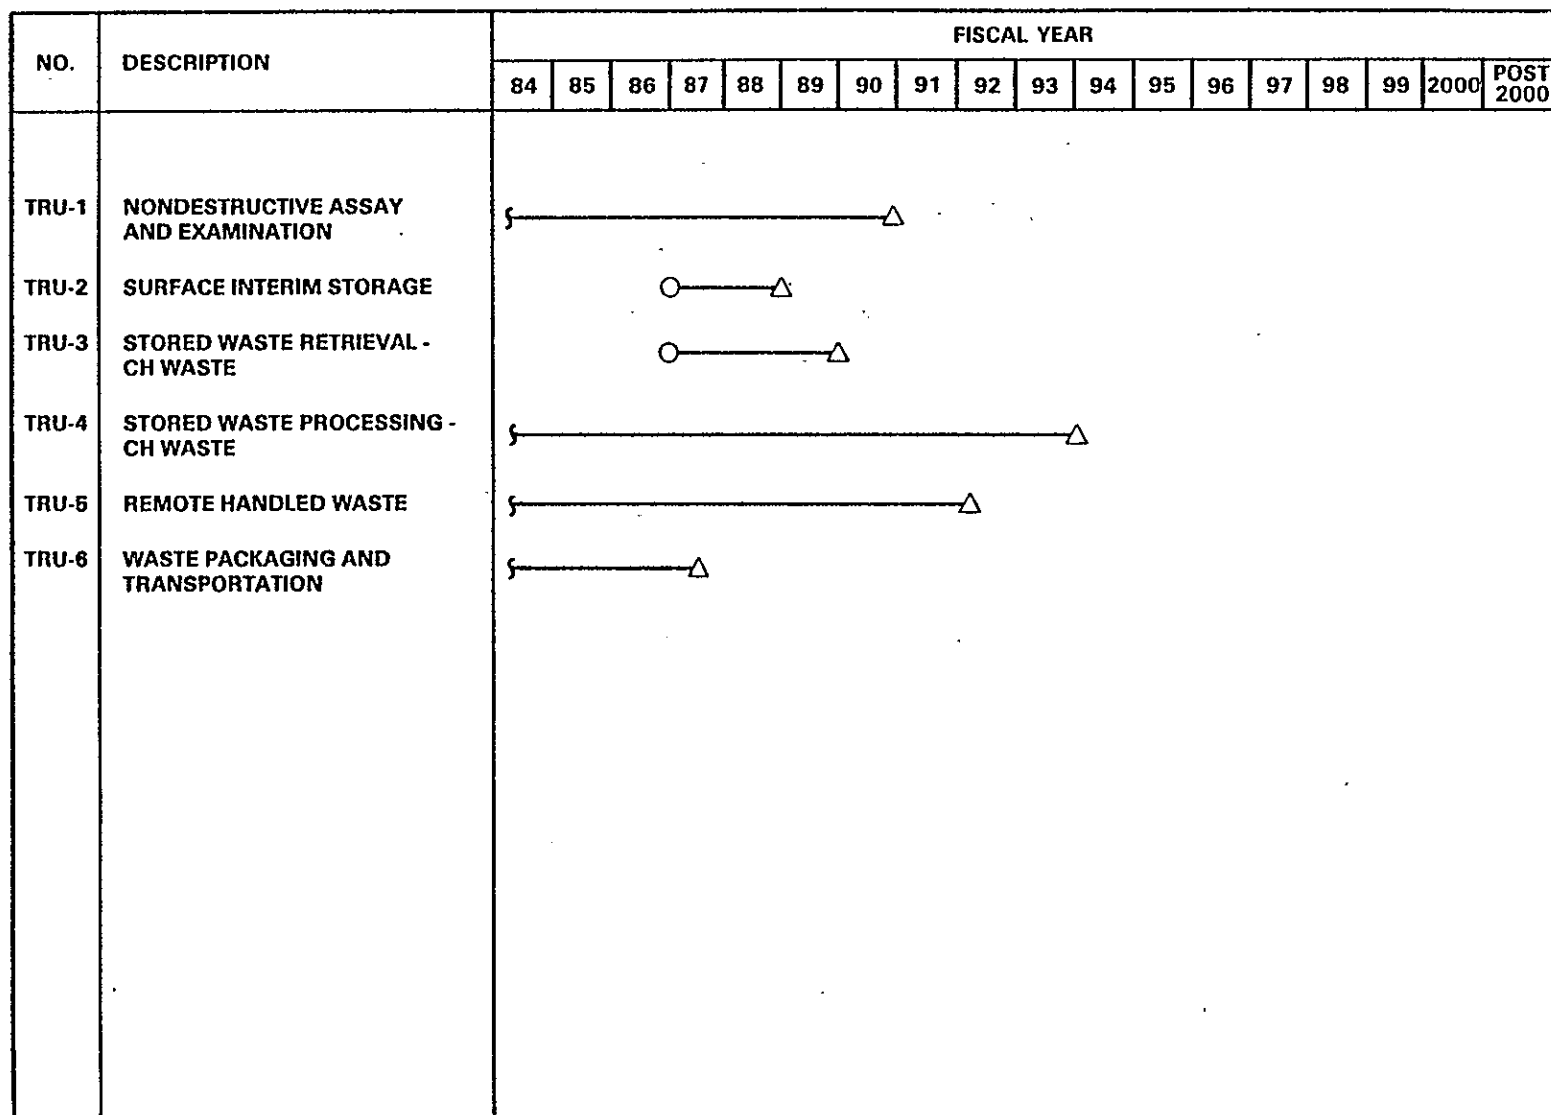 NO.
DESCRIPTION
FISCAL YEAR
84 85 86 87 88 89 90 91 92 93 94 95 96 97 98 99 2000 POST
2000
TRU-1 NONDESTRUCTIVE ASSAY
AND EXAMINATION
TRU-2 SURFACE INTERIM STORAGE
TRU-3 STORED WASTE RETRIEVAL -
CH WASTE
TRU-4 STORED WASTE PROCESSING -
CH WASTE
TRU-5 REMOTE HANDLED WASTE
TRU-6 WASTE PACKAGING AND
TRANSPORTATION